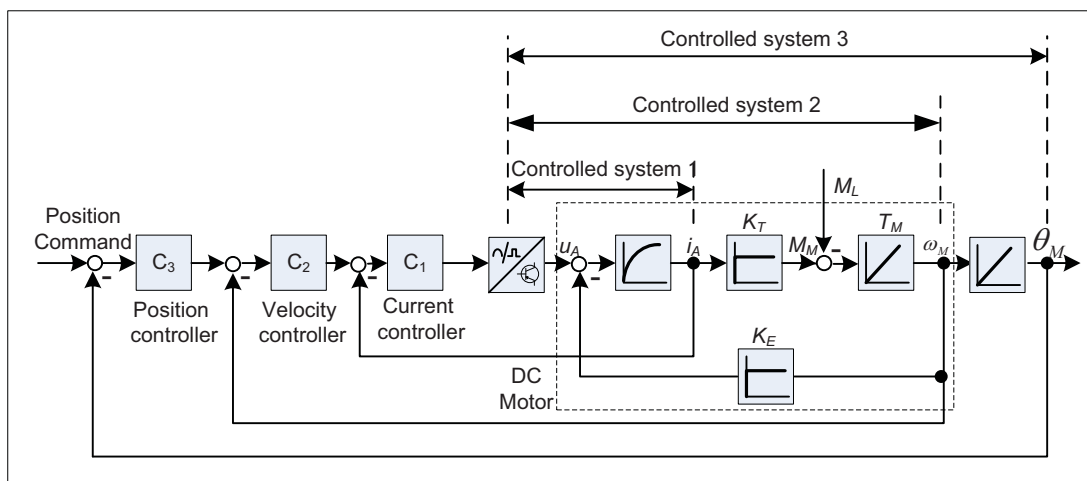 Controlled system 3
Controlled system 2
Controlled system 1
M_L
Position
Command
C_3
C_2
C_1
u_A
i_A
K_T
M_M
T_M
ω_M
θ_M
-
-
-
-
-
Position
controller
Velocity
controller
Current
controller
K_E
DC
Motor